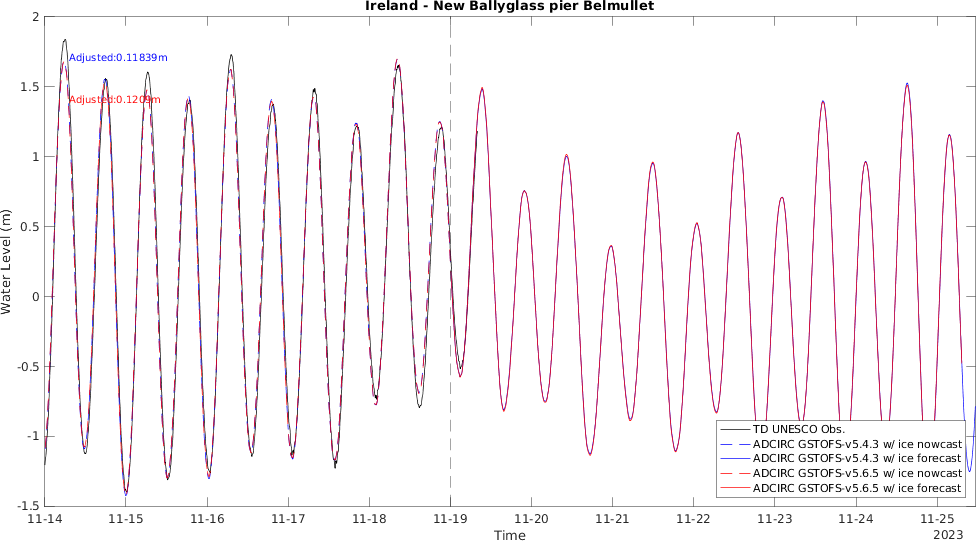 Ireland - New Ballyglass pier Belmullet
2
1.5
1
0.5
0
-0.5
-1
-1.5
Water Level (m)
Adjusted:0.11839m
Adjusted:0.1209m
TD UNESCO Obs.
ADCIRC GSTOFS-v5.4.3 w/ ice nowcast
ADCIRC GSTOFS-v5.4.3 w/ ice forecast
ADCIRC GSTOFS-v5.6.5 w/ ice nowcast
ADCIRC GSTOFS-v5.6.5 w/ ice forecast
11-14 11-15 11-16 11-17 11-18 11-19 11-20 11-21 11-22 11-23 11-24 11-25
Time
2023